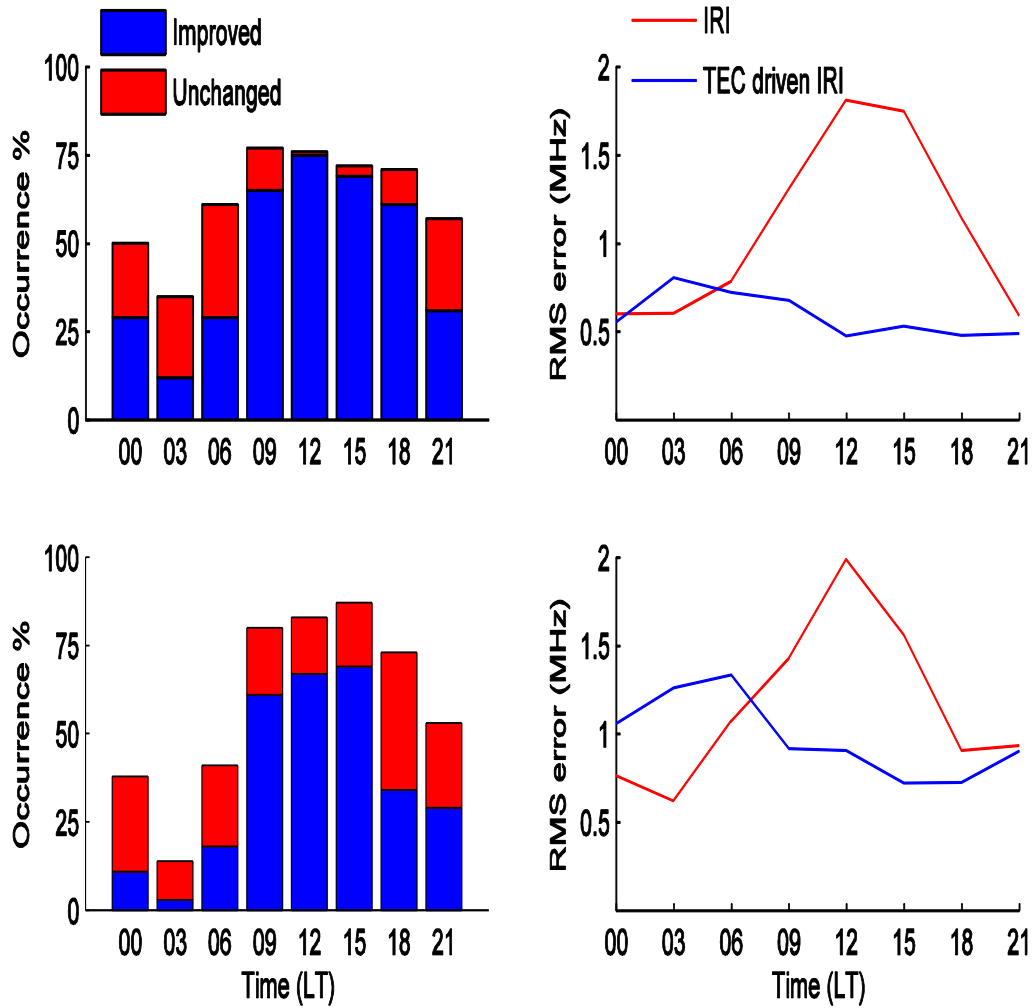 Improved
Unchanged
100
75
50
25
0
Occurrence %
00 03 06 09 12 15 18 21
IRI
TEC driven IRI
2
1.5
1
0.5
RMS error (MHz)
00 03 06 09 12 15 18 21
100
75
50
25
0
Occurrence %
00 03 06 09 12 15 18 21
Time (LT)
2
1.5
1
0.5
RMS error (MHz)
00 03 06 09 12 15 18 21
Time (LT)